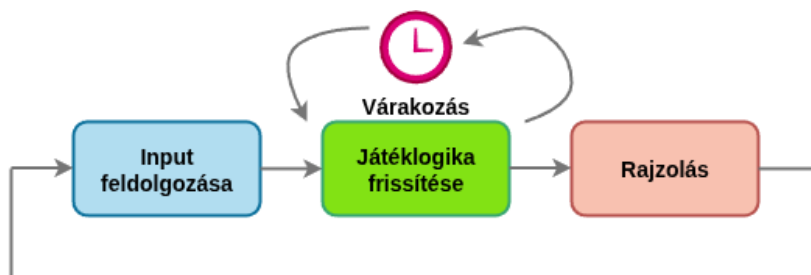 Várakozás
Input
feldolgozása
Játéklogika
frissítése
Rajzolás